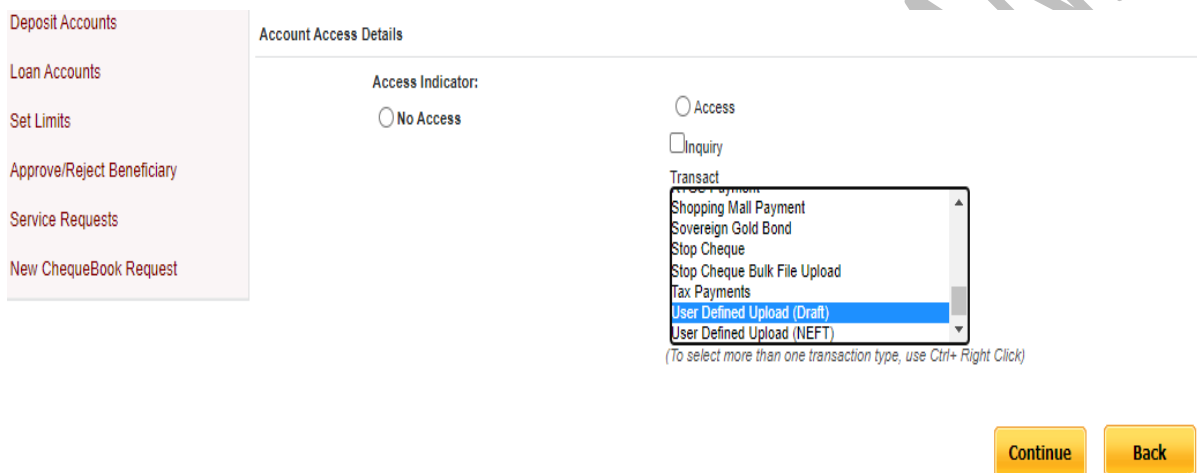 Deposit Accounts
Loan Accounts
Set Limits
Approve/Reject Beneficiary
Service Requests
New ChequeBook Request
Account Access Details
Access Indicator:
No Access
Access
Inquiry
Transact
Shopping Mall Payment
Sovereign Gold Bond
Stop Cheque
Stop Cheque Bulk File Upload
Tax Payments
User Defined Upload (Draft)
User Defined Upload (NEFT)
(To select more than one transaction type, use Ctrl+ Right Click)
Continue
Back